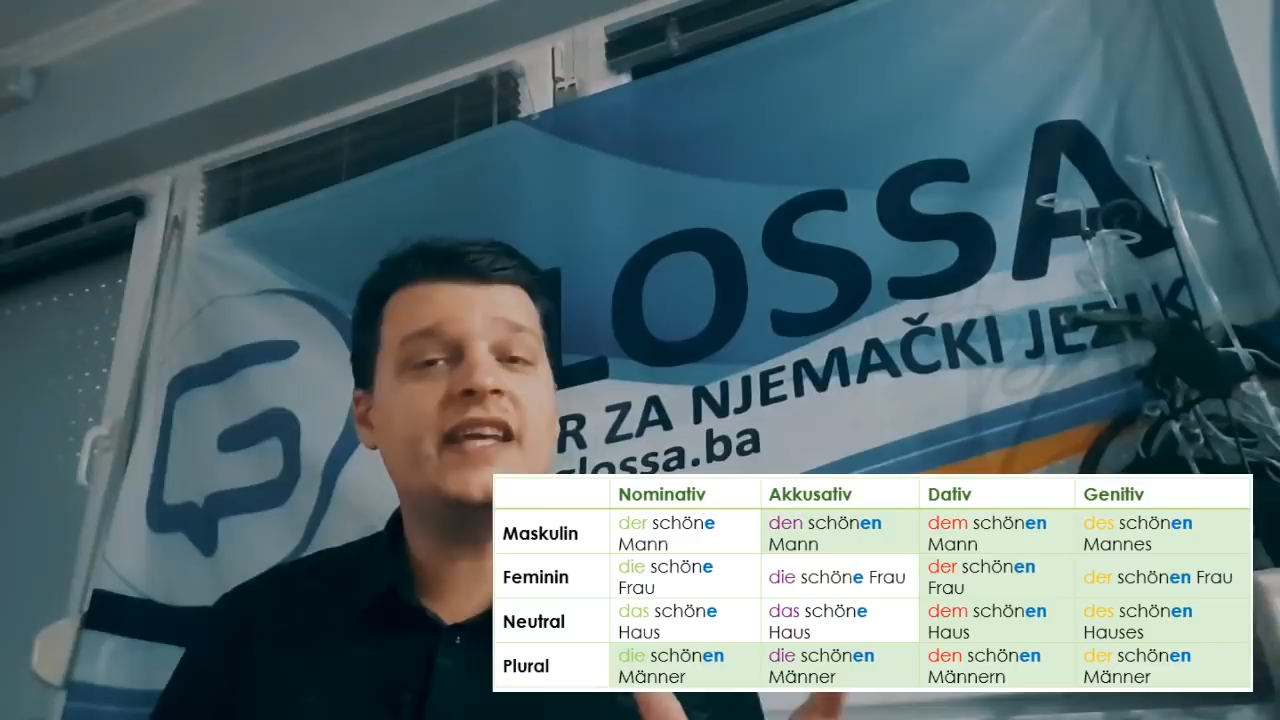 LOSSA
R ZA NJEMAČKI JEZIK
glossa.ba
Nominativ Akkusativ Dativ Genitiv
Maskulin der schöne Mann den schönen Mann dem schönen Mann des schönen Mannes
Feminin die schöne Frau die schöne Frau der schönen Frau der schönen Frau
Neutral das schöne Haus das schöne Haus dem schönen Haus des schönen Hauses
Plural die schönen Männer die schönen Männer den schönen Männern der schönen Männer